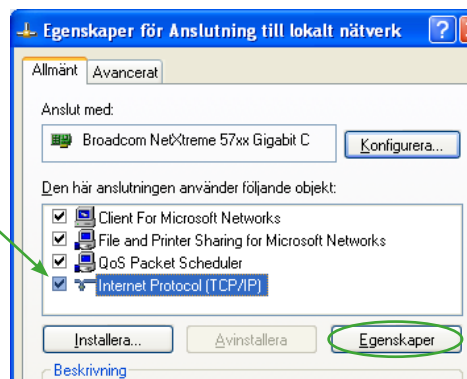 Egenskaper för Anslutning till lokalt nätverk
Allmänt Avancerat
Anslut med:
Broadcom NetXtreme 57xx Gigabit C Konfigurera...
Den här anslutningen använder följande objekt:
Client For Microsoft Networks
File and Printer Sharing for Microsoft Networks
QoS Packet Scheduler
Internet Protocol (TCP/IP)
Installera... Avinstallera Egenskaper
Beskrivning